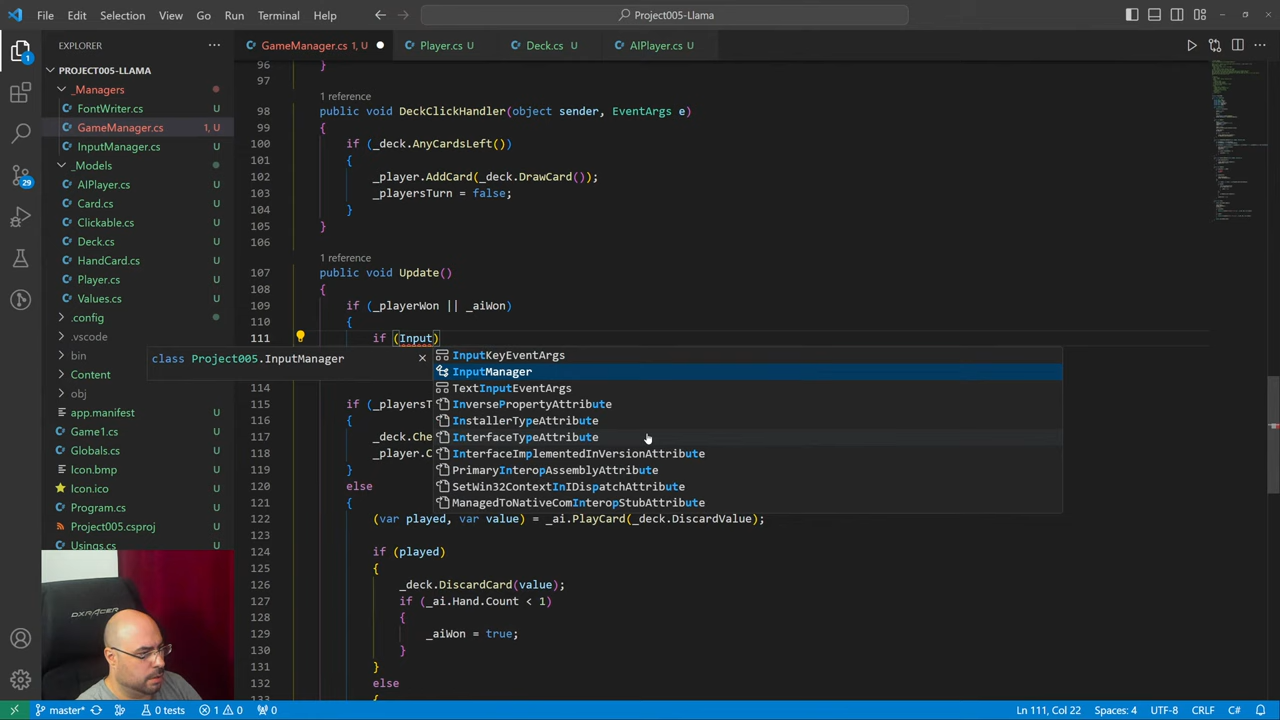 File Edit Selection View Go Run Terminal Help
Project005-Llama
EXPLORER
GameManager.cs 1, U
Player.cs U
Deck.cs U
AIPlayer.cs U
PROJECT005-LLAMA
_Managers
FontWriter.cs U
GameManager.cs 1, U
InputManager.cs U
_Models
AIPlayer.cs U
Card.cs U
Clickable.cs U
Deck.cs U
HandCard.cs U
Player.cs U
Values.cs U
.config
.vscode
bin
Content
obj
app.manifest U
Game1.cs U
Globals.cs U
Icon.bmp U
Icon.ico U
Program.cs U
Project005.csproj U
Usings.cs U
27
29
96 }
97
1 reference
98 public void DeckClickHandler(object sender, EventArgs e)
99 {
100 if (_deck.AnyCardsLeft())
101 {
102 _player.AddCard(_deck.DrawCard());
103 _playersTurn = false;
104 }
105 }
106
1 reference
107 public void Update()
108 {
109 if (_playerWon || _aiWon)
110 {
111 if (Input)
class Project005.InputManager
InputKeyEventArgs
InputManager
TextInputEventArgs
InversePropertyAttribute
InstallerTypeAttribute
InterfaceTypeAttribute
InterfaceImplementedInVersionAttribute
PrimaryInteropAssemblyAttribute
SetWin32ContextInIDispatchAttribute
ManagedToNativeComInteropStubAttribute
114
115 if (_playersT
116 {
117 _deck.Che
118 _player.C
119 }
120 else
121 {
122 (var played, var value) = _ai.PlayCard(_deck.DiscardValue);
123
124 if (played)
125 {
126 _deck.DiscardCard(value);
127 if (_ai.Hand.Count < 1)
128 {
129 _aiWon = true;
130 }
131 }
132 else
133 {
DXRACER
master* 0 tests 1 0 0
Ln 111, Col 22 Spaces: 4 UTF-8 CRLF C#